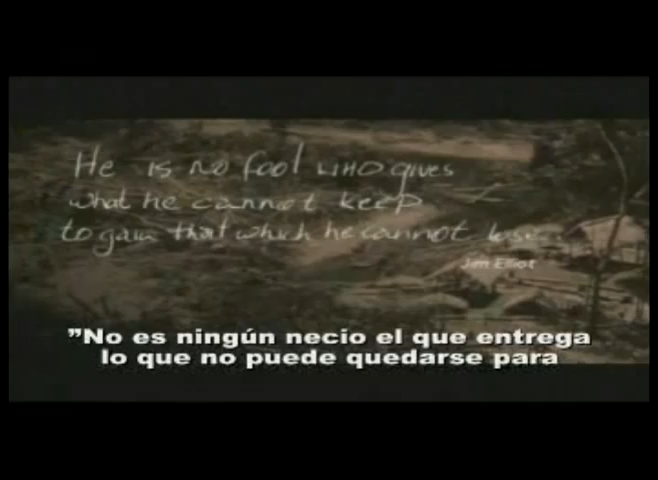 He is no fool who gives
what he cannot keep
to gain that which he cannot lose
Jim Elliot
"No es ningún necio el que entrega
lo que no puede quedarse para